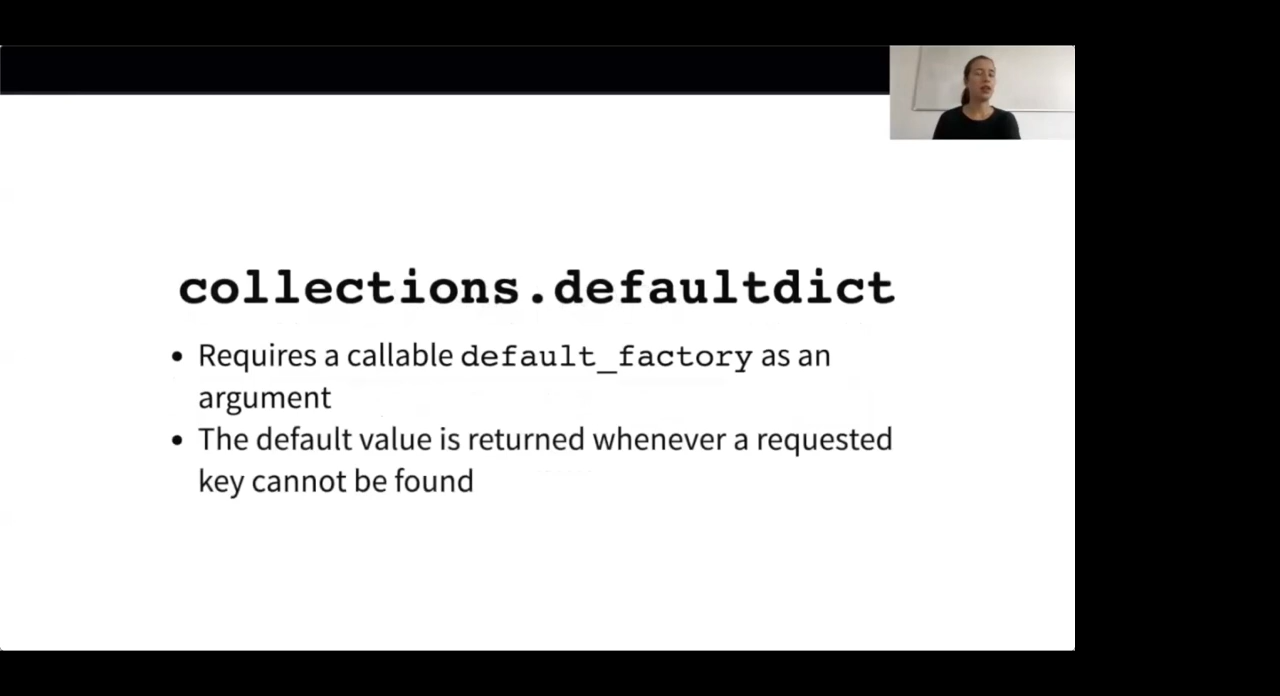 collections.defaultdict
• Requires a callable default_factory as an
argument
• The default value is returned whenever a requested
key cannot be found